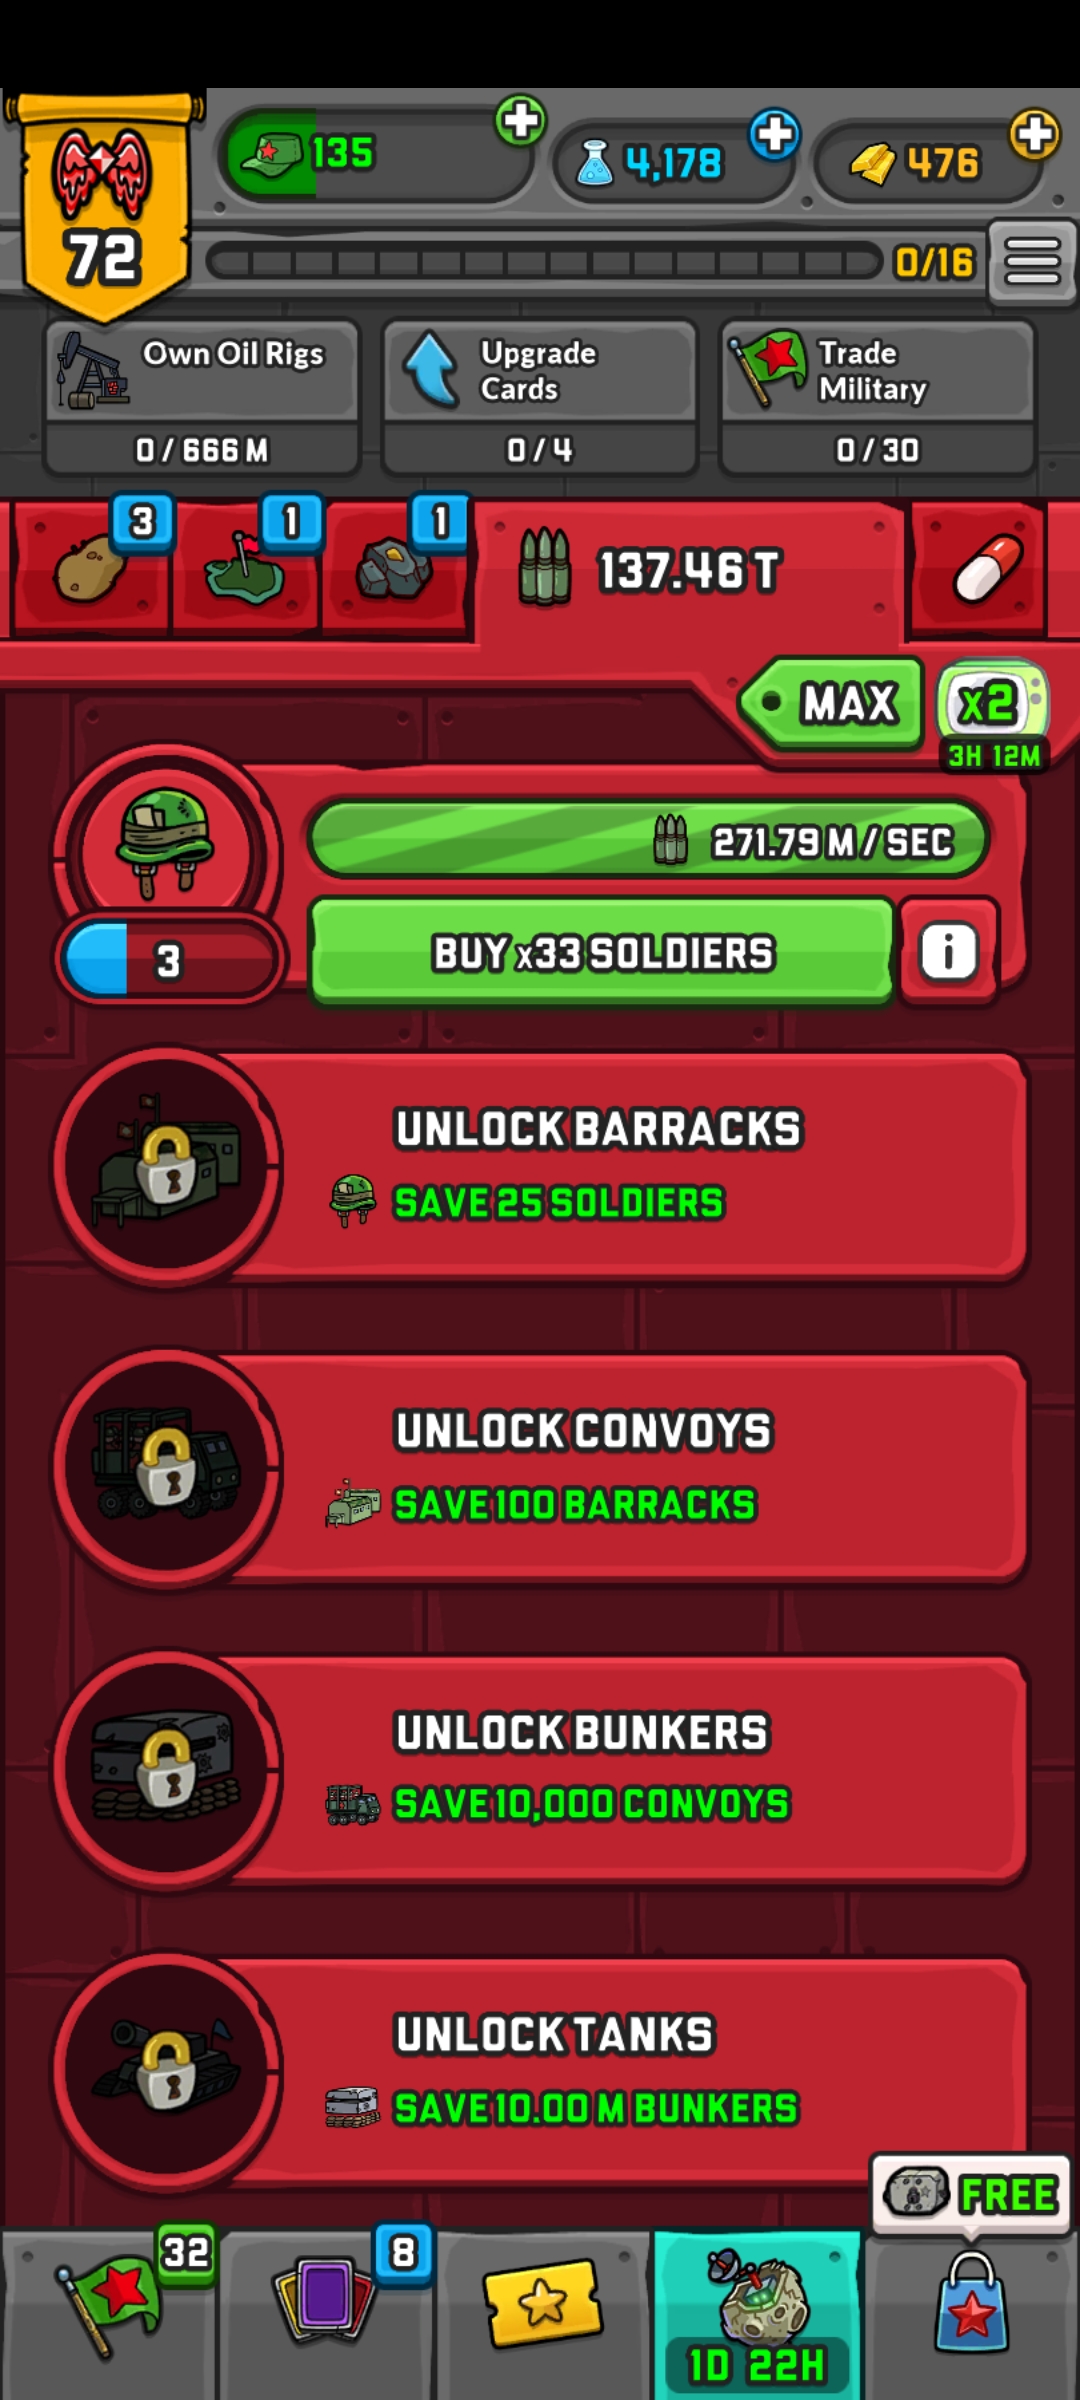 135
4,178
476
72
0/16
Own Oil Rigs
0 / 666 M
Upgrade
Cards
0 / 4
Trade
Military
0 / 30
3
1
1
137.46 T
MAX
x2
3H 12M
271.79 M / SEC
3
BUY x33 SOLDIERS
i
UNLOCK BARRACKS
SAVE 25 SOLDIERS
UNLOCK CONVOYS
SAVE 100 BARRACKS
UNLOCK BUNKERS
SAVE 10,000 CONVOYS
UNLOCK TANKS
SAVE 10.00 M BUNKERS
FREE
32
8
1D 22H